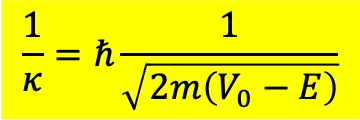 1/κ = ħ 1/√(2m(V₀ − E))